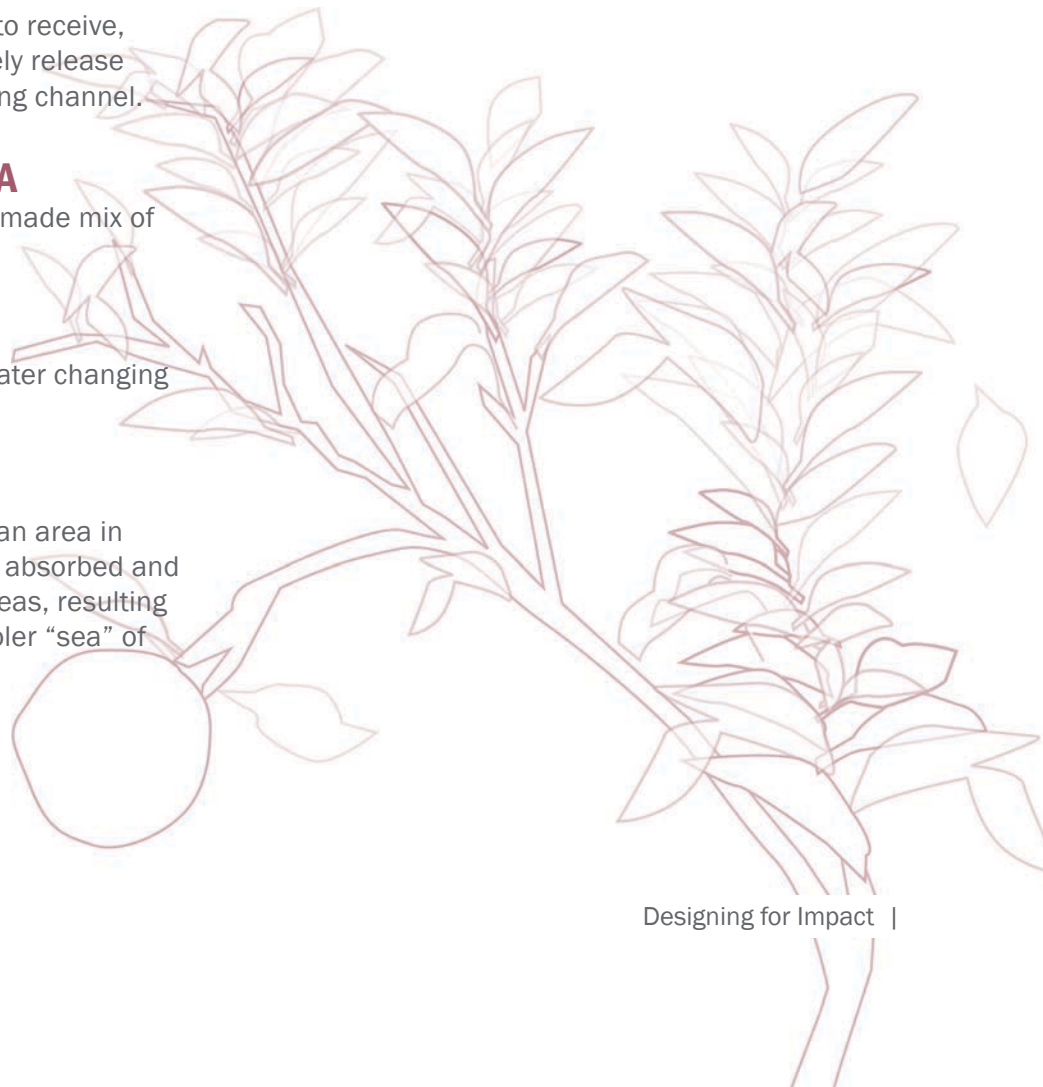 to receive,
ely release
ng channel.
A
made mix of
ater changing
an area in
absorbed and
eas, resulting
oler “sea” of
Designing for Impact |